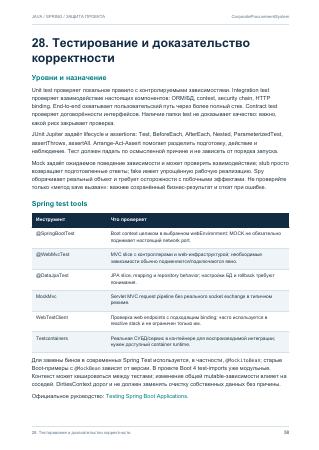 JAVA / SPRING / ЗАЩИТА ПРОЕКТА
CorporateProcurementSystem
28. Тестирование и доказательство
корректности
Уровни и назначение
Unit test проверяет локальное правило с контролируемыми зависимостями. Integration test
проверяет взаимодействие настоящих компонентов: ORM/БД, context, security chain, HTTP
binding. End-to-end охватывает пользовательский путь через более полный стек. Contract test
проверяет договорённости интерфейсов. Наличие папки test не доказывает качество: важно,
какой риск закрывает проверка.
JUnit Jupiter задаёт lifecycle и assertions: Test, BeforeEach, AfterEach, Nested, ParameterizedTest,
assertThrows, assertAll. Arrange-Act-Assert помогает разделить подготовку, действие и
наблюдение. Тест должен падать по осмысленной причине и не зависеть от порядка запуска.
Mock задаёт ожидаемое поведение зависимости и может проверить взаимодействие; stub просто
возвращает подготовленные ответы; fake имеет упрощённую рабочую реализацию. Spy
оборачивает реальный объект и требует осторожности с побочными эффектами. Не проверяйте
только «метод save вызван»: важнее сохранённый бизнес-результат и откат при ошибке.
Spring test tools
Инструмент Что проверяет
@SpringBootTest Boot context целиком в выбранном webEnvironment; MOCK не обязательно
поднимает настоящий network port.
@WebMvcTest MVC slice с контроллерами и web-инфраструктурой; необходимые
зависимости обычно подменяются/подключаются явно.
@DataJpaTest JPA slice, mapping и repository behavior; настройки БД и rollback требуют
понимания.
MockMvc Servlet MVC request pipeline без реального socket exchange в типичном
режиме.
WebTestClient Проверка web endpoints с подходящим binding; часто используется в
reactive stack и не ограничен только им.
Testcontainers Реальная СУБД/сервис в контейнере для воспроизводимой интеграции;
нужен доступный container runtime.
Для замены бинов в современных Spring Test используется, в частности, @MockitoBean; старые
Boot-примеры с @MockBean зависят от версии. В проекте Boot 4 test-imports уже модульные.
Контекст может кэшироваться между тестами; изменение общей mutable-зависимости влияет на
соседей. DirtiesContext дорог и не должен заменять очистку собственных данных без причины.
Официальное руководство: Testing Spring Boot Applications.
28. Тестирование и доказательство корректности
58